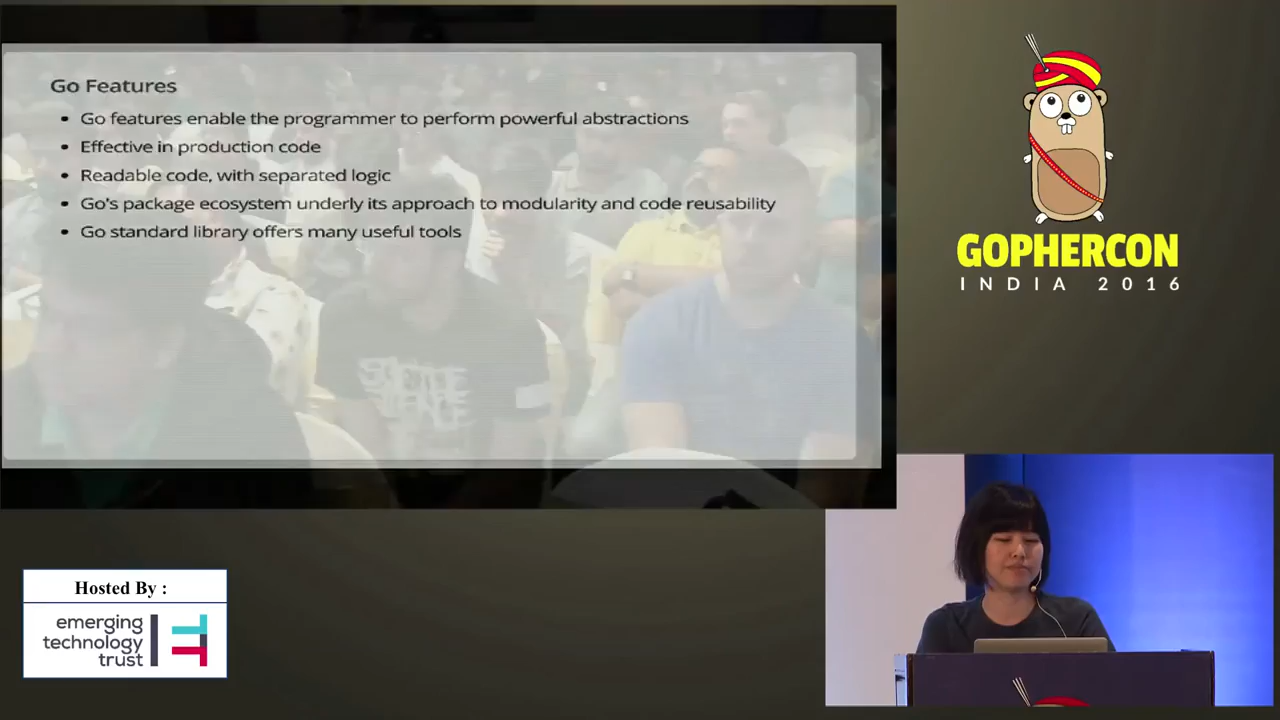 Go Features
• Go features enable the programmer to perform powerful abstractions
• Effective in production code
• Readable code, with separated logic
• Go's package ecosystem underly its approach to modularity and code reusability
• Go standard library offers many useful tools
GOPHERCON
INDIA 2016
Hosted By :
emerging
technology
trust